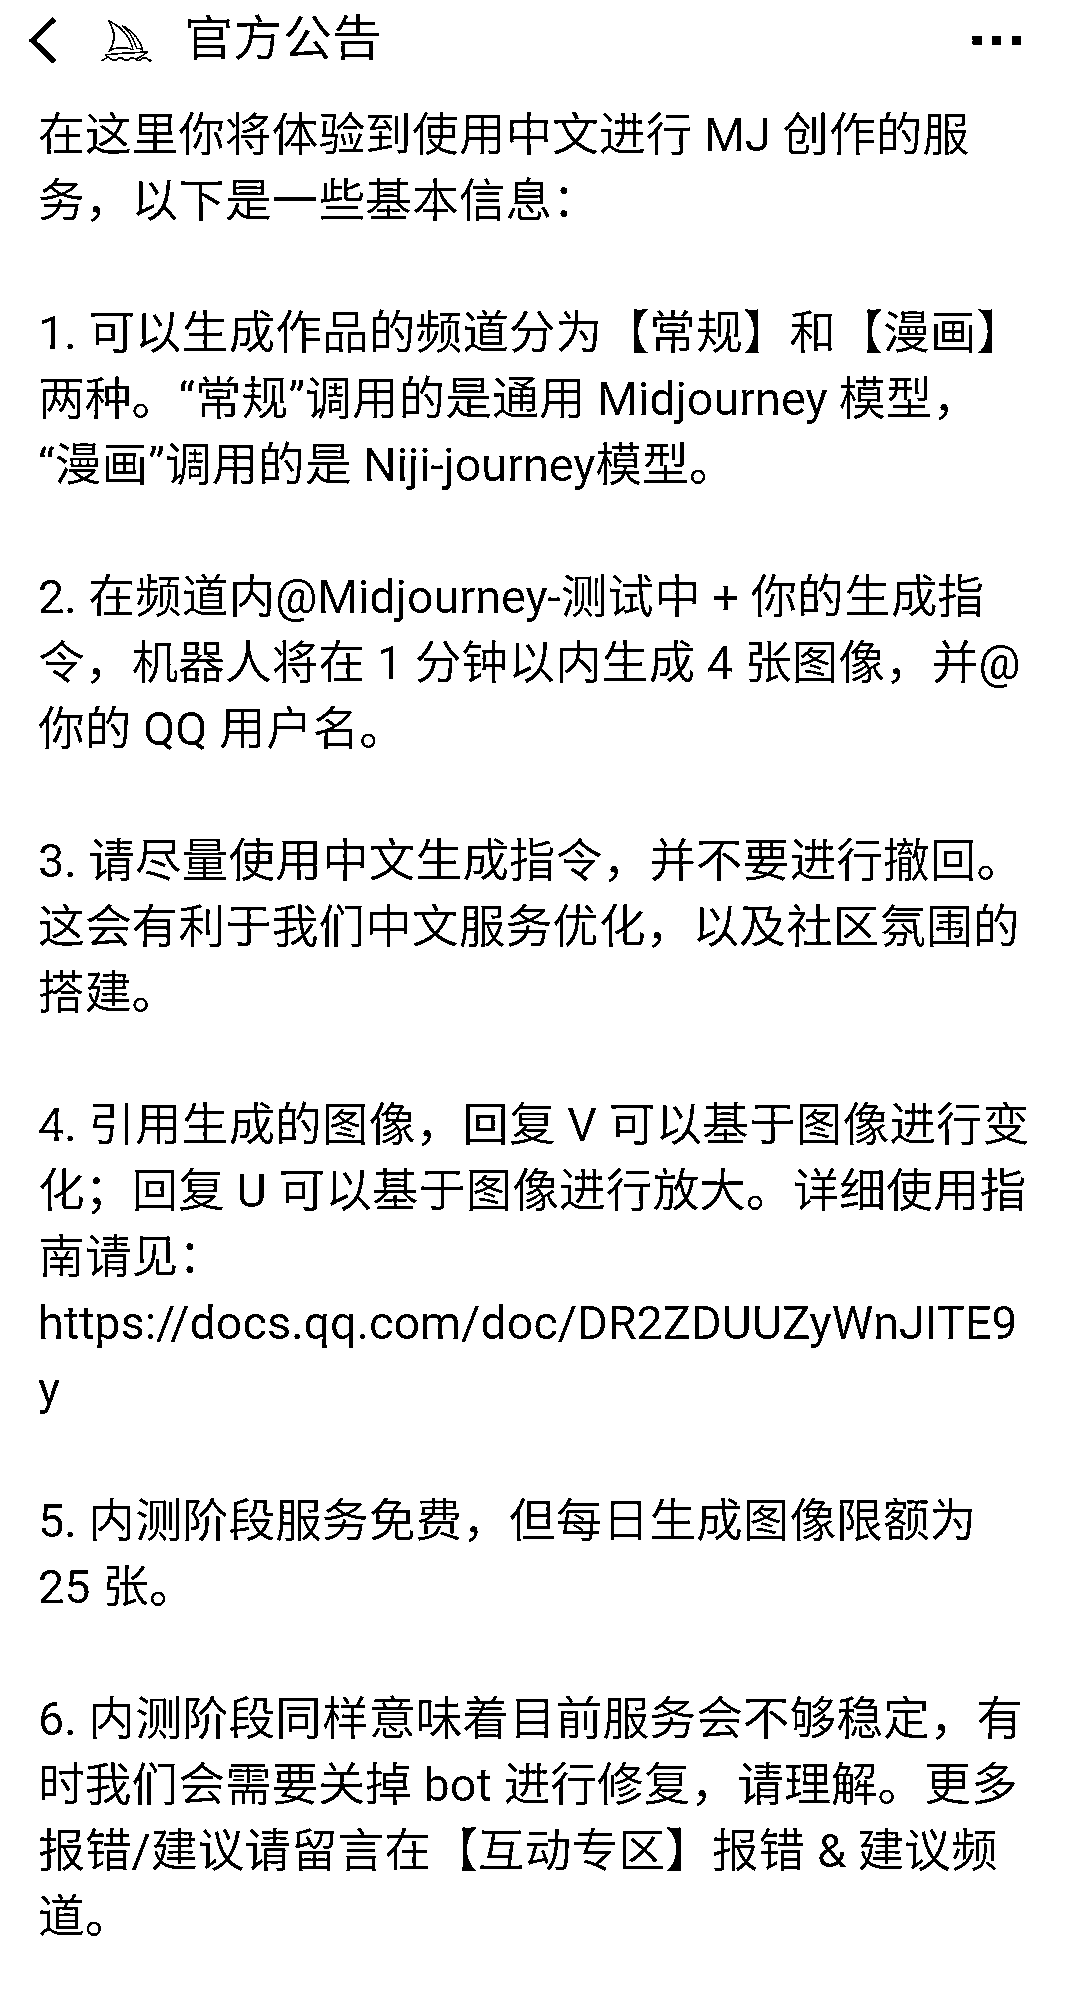 官方公告
在这里你将体验到使用中文进行 MJ 创作的服
务，以下是一些基本信息：
1. 可以生成作品的频道分为【常规】和【漫画】
两种。“常规”调用的是通用 Midjourney 模型，
“漫画”调用的是 Niji-journey模型。
2. 在频道内@Midjourney-测试中 + 你的生成指
令，机器人将在 1 分钟以内生成 4 张图像，并@
你的 QQ 用户名。
3. 请尽量使用中文生成指令，并不要进行撤回。
这会有利于我们中文服务优化，以及社区氛围的
搭建。
4. 引用生成的图像，回复 V 可以基于图像进行变
化；回复 U 可以基于图像进行放大。详细使用指
南请见：
https://docs.qq.com/doc/DR2ZDUUZyWnJITE9
y
5. 内测阶段服务免费，但每日生成图像限额为
25 张。
6. 内测阶段同样意味着目前服务会不够稳定，有
时我们会需要关掉 bot 进行修复，请理解。更多
报错/建议请留言在【互动专区】报错 & 建议频
道。